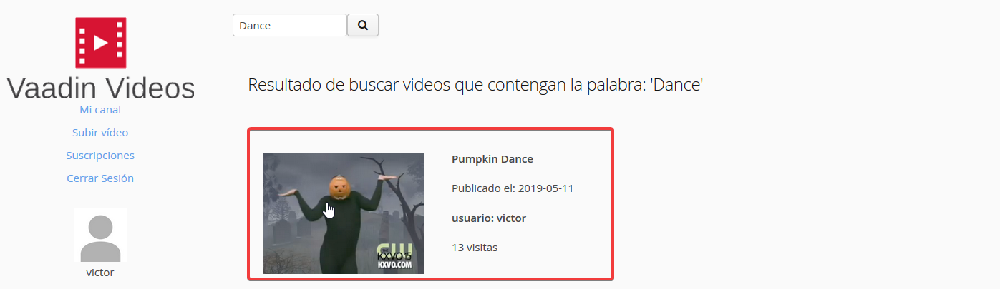 Vaadin Videos
Mi canal
Subir vídeo
Suscripciones
Cerrar Sesión
victor
Dance
Resultado de buscar videos que contengan la palabra: 'Dance'
THE
CW
KXVO 15
KXVO.COM
Pumpkin Dance
Publicado el: 2019-05-11
usuario: victor
13 visitas